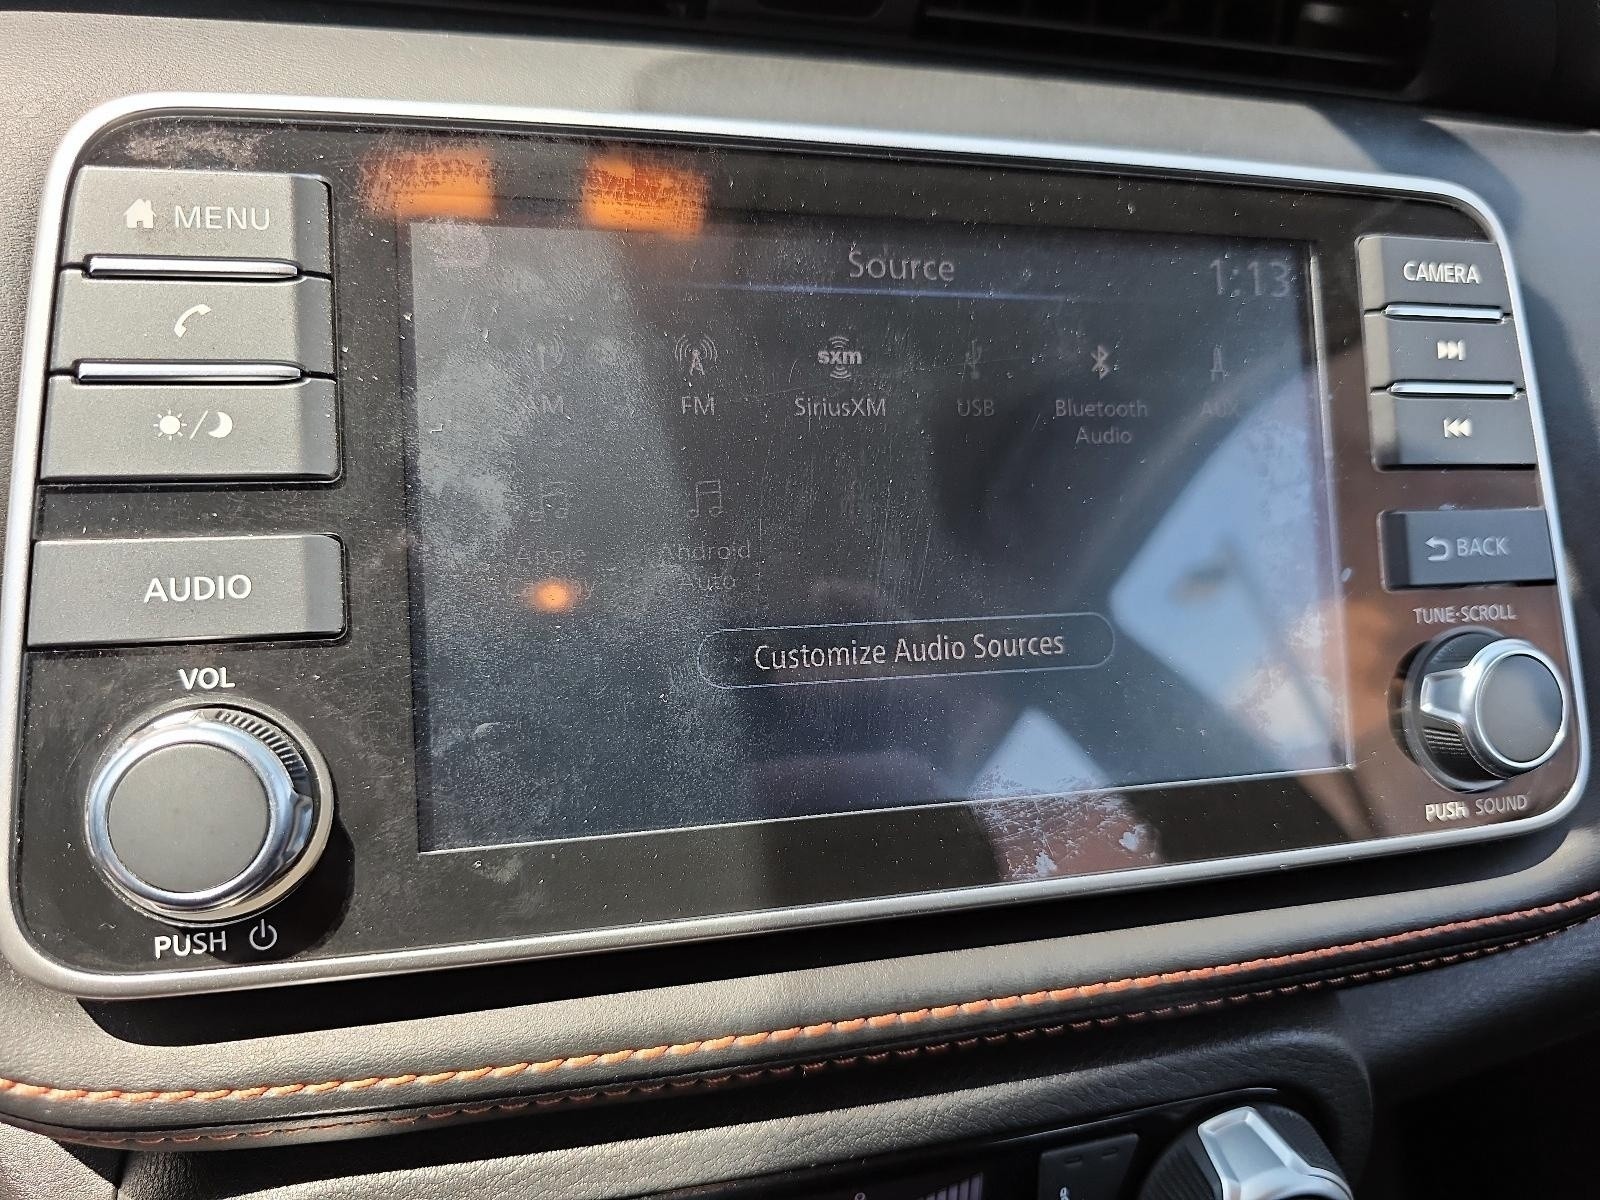 MENU
AUDIO
VOL
PUSH
Source
1:13
AM
FM
sxm
SiriusXM
USB
Bluetooth
Audio
AUX
Apple
Android
Auto
Customize Audio Sources
CAMERA
BACK
TUNE·SCROLL
PUSH SOUND